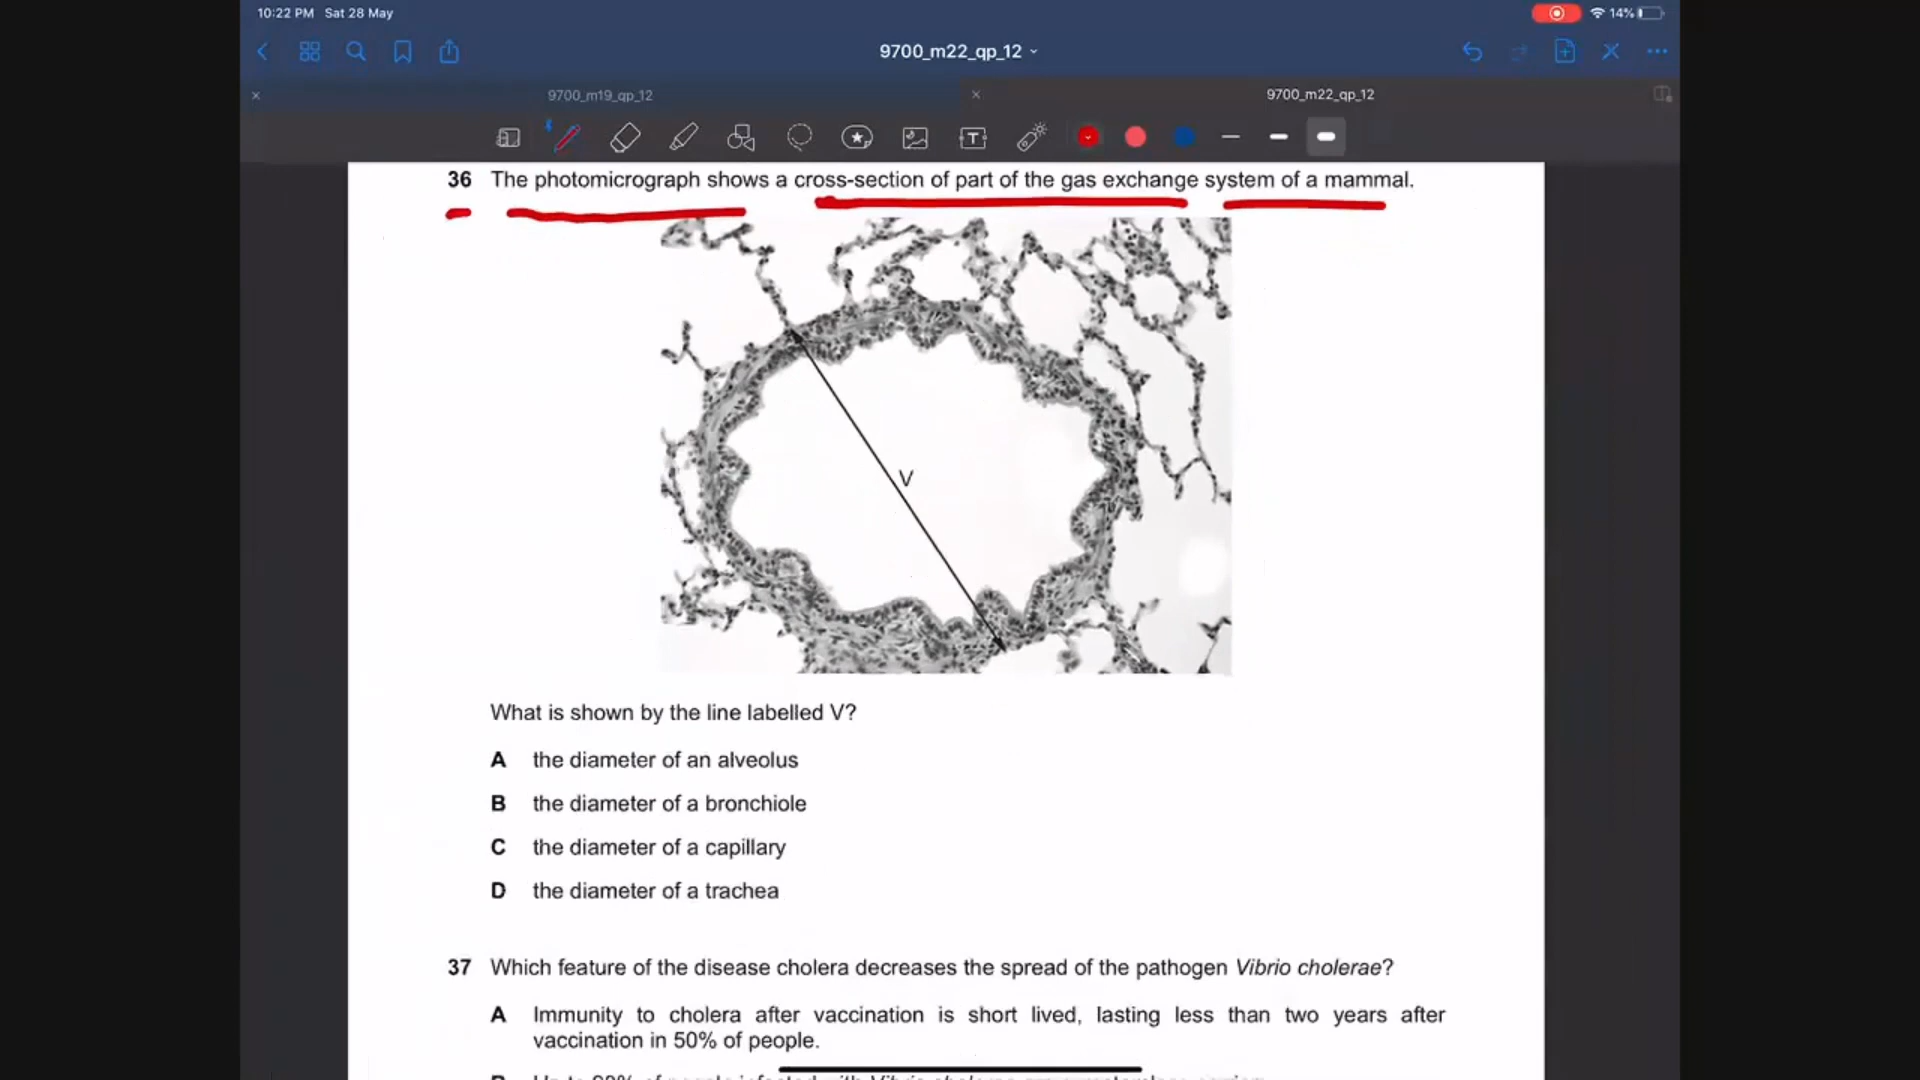 10:22 PM Sat 28 May
14%
9700_m22_qp_12
9700_m19_qp_12
9700_m22_qp_12
36 The photomicrograph shows a cross-section of part of the gas exchange system of a mammal.
V
What is shown by the line labelled V?
A the diameter of an alveolus
B the diameter of a bronchiole
C the diameter of a capillary
D the diameter of a trachea
37 Which feature of the disease cholera decreases the spread of the pathogen Vibrio cholerae?
A Immunity to cholera after vaccination is short lived, lasting less than two years after
vaccination in 50% of people.